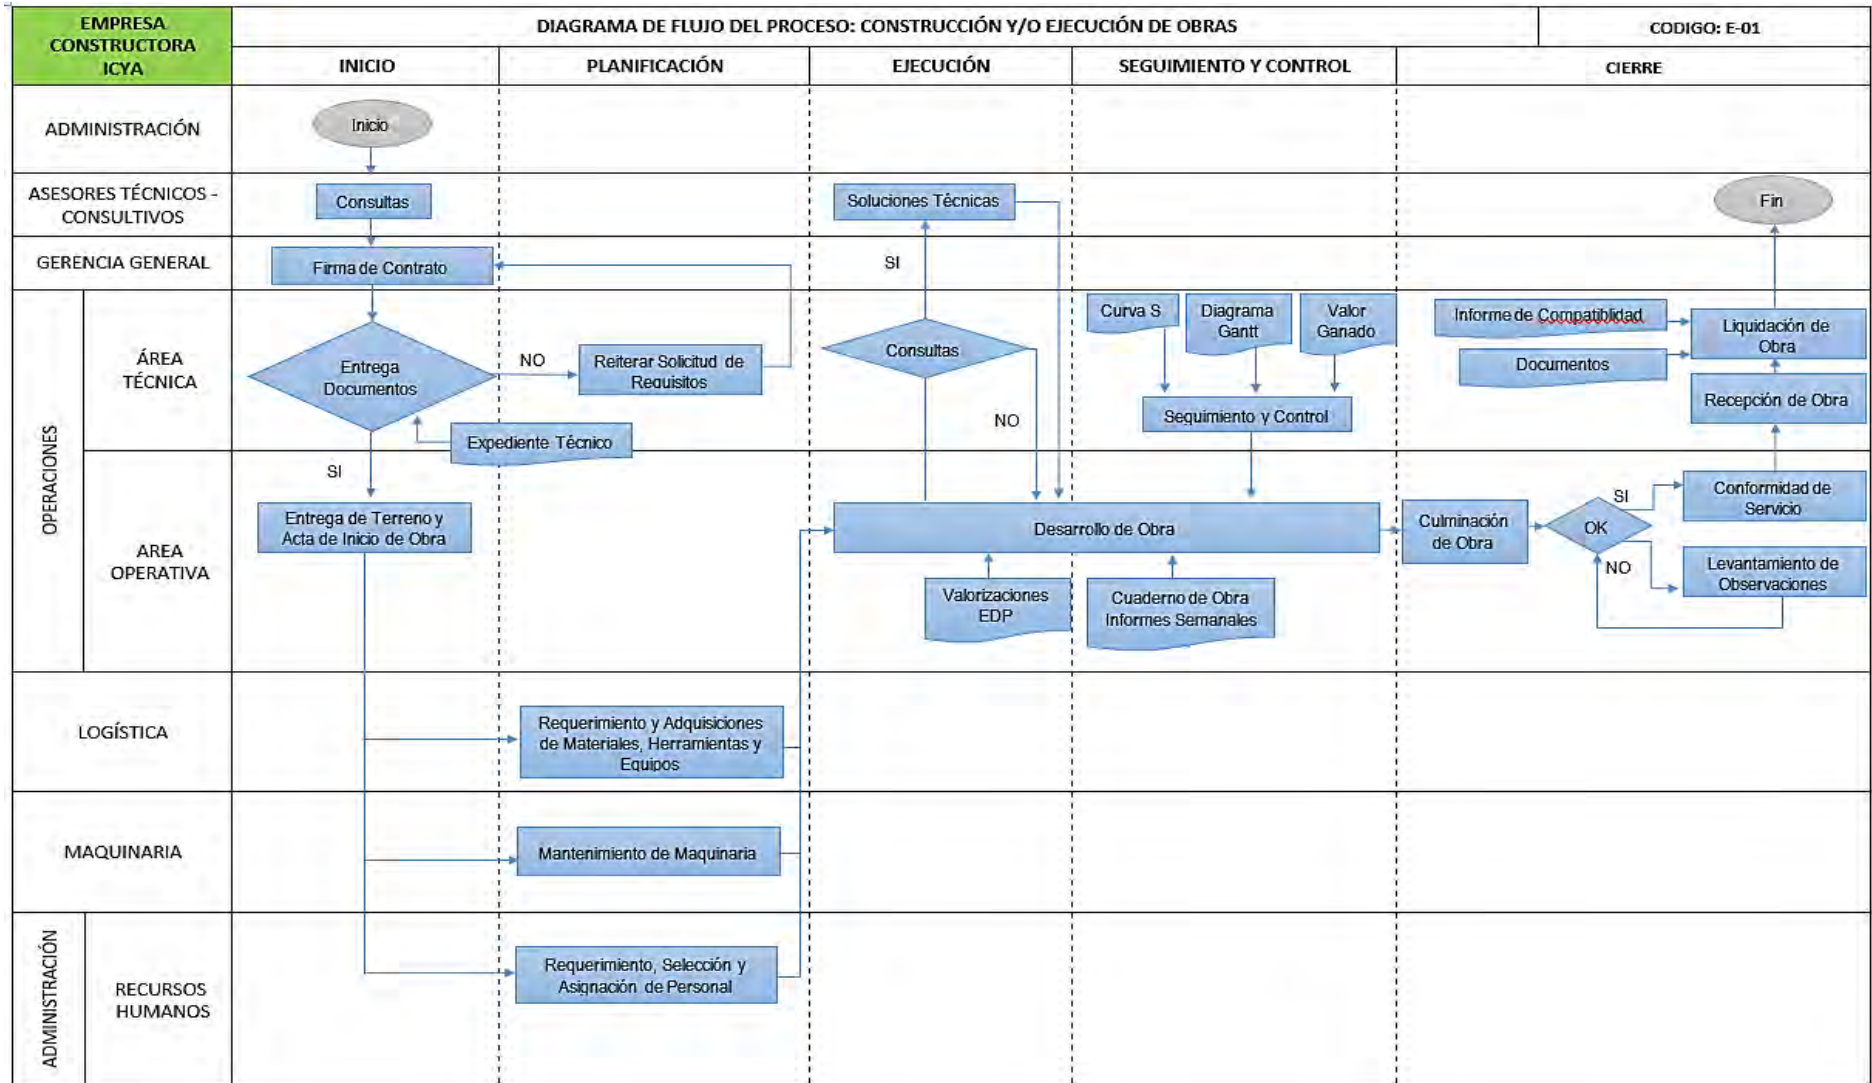 EMPRESA
CONSTRUCTORA
ICYA
DIAGRAMA DE FLUJO DEL PROCESO: CONSTRUCCIÓN Y/O EJECUCIÓN DE OBRAS
CODIGO: E-01
INICIO
PLANIFICACIÓN
EJECUCIÓN
SEGUIMIENTO Y CONTROL
CIERRE
ADMINISTRACIÓN
Inicio
ASESORES TÉCNICOS -
CONSULTIVOS
Consultas
Soluciones Técnicas
Fin
GERENCIA GENERAL
Firma de Contrato
SI
OPERACIONES
ÁREA
TÉCNICA
Entrega
Documentos
NO
Reiterar Solicitud de
Requisitos
Expediente Técnico
SI
Consultas
NO
Curva S
Diagrama
Gantt
Valor
Ganado
Seguimiento y Control
Informe de Compatiblidad
Documentos
Liquidación de
Obra
Recepción de Obra
AREA
OPERATIVA
Entrega de Terreno y
Acta de Inicio de Obra
Desarrollo de Obra
Valorizaciones
EDP
Cuaderno de Obra
Informes Semanales
Culminación
de Obra
OK
SI
NO
Conformidad de
Servicio
Levantamiento de
Observaciones
LOGÍSTICA
Requerimiento y Adquisiciones
de Materiales, Herramientas y
Equipos
MAQUINARIA
Mantenimiento de Maquinaria
ADMINISTRACIÓN
RECURSOS
HUMANOS
Requerimiento, Selección y
Asignación de Personal